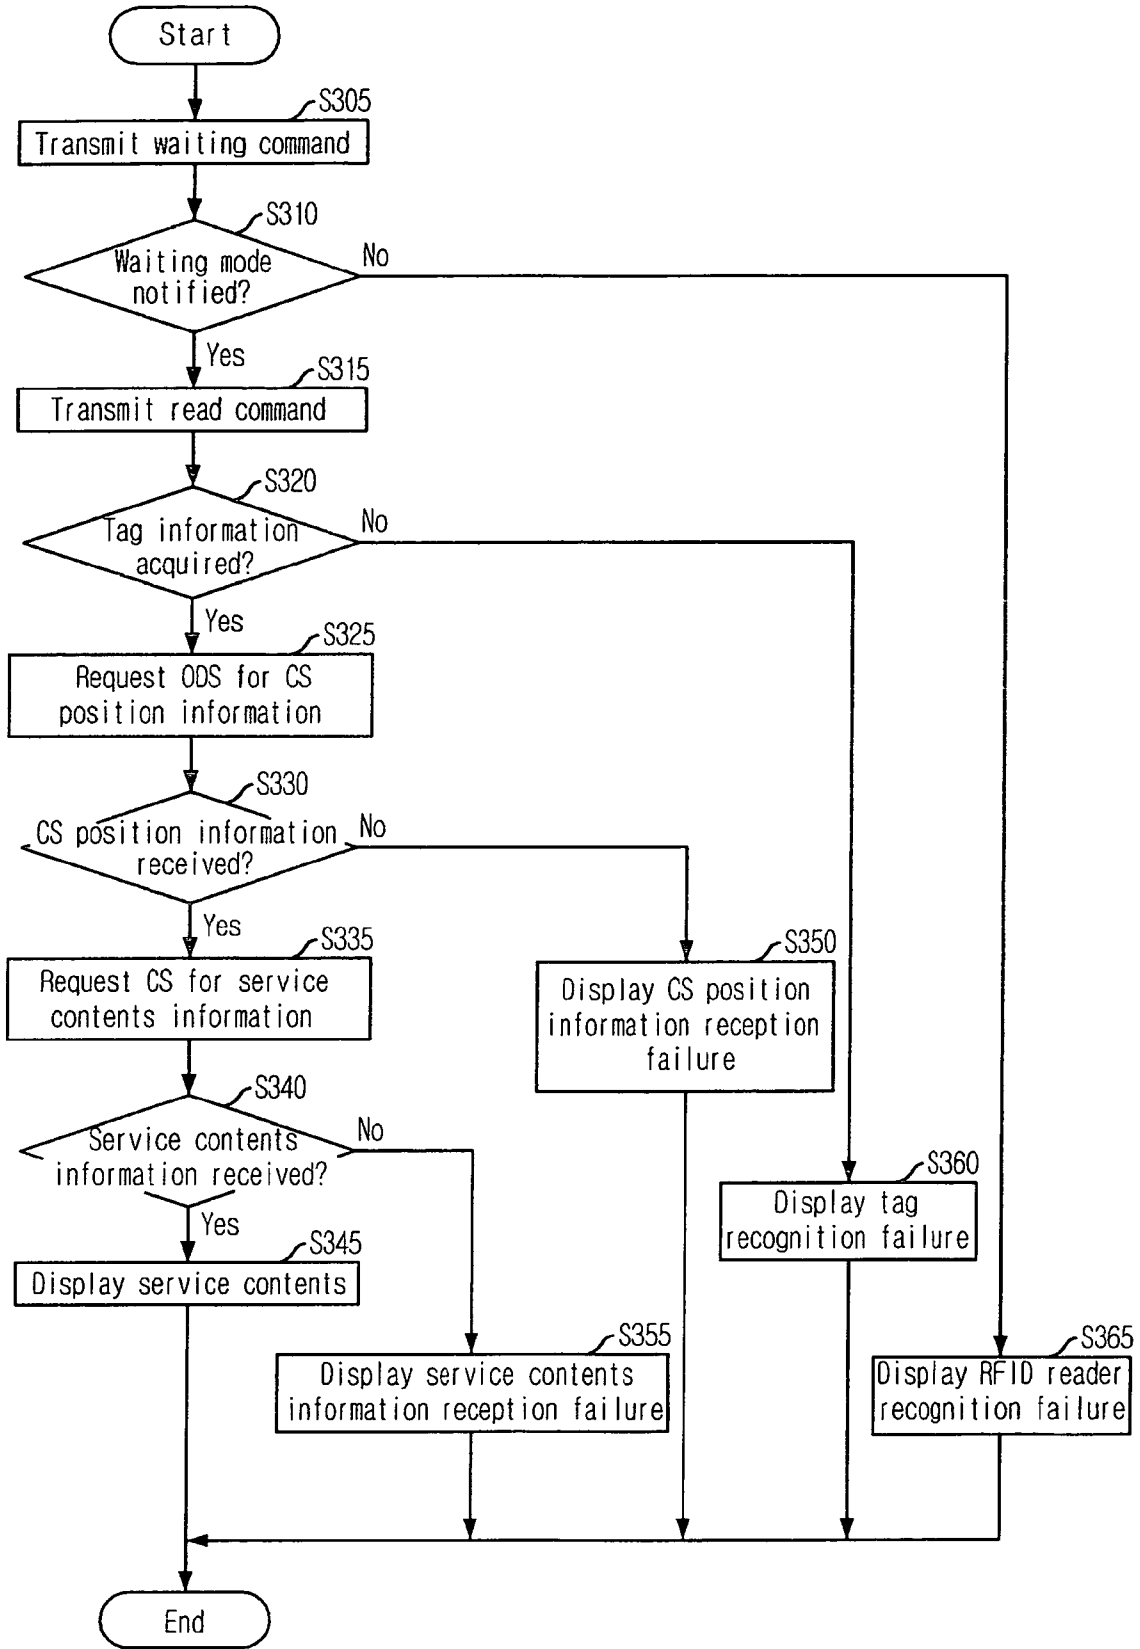 Start
S305
Transmit waiting command
S310
Waiting mode
notified?
No
Yes
S315
Transmit read command
S320
Tag information
acquired?
No
Yes
S325
Request ODS for CS
position information
S330
CS position information
received?
No
Yes
S335
Request CS for service
contents information
S350
Display CS position
information reception
failure
S340
Service contents
information received?
No
Yes
S360
Display tag
recognition failure
S345
Display service contents
S355
Display service contents
information reception failure
S365
Display RFID reader
recognition failure
End